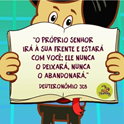 "O PRÓPRIO SENHOR
IRÁ À SUA FRENTE E ESTARÁ
COM VOCÊ; ELE NUNCA
O DEIXARÁ, NUNCA
O ABANDONARÁ."
DEUTERONÔMIO 31:8